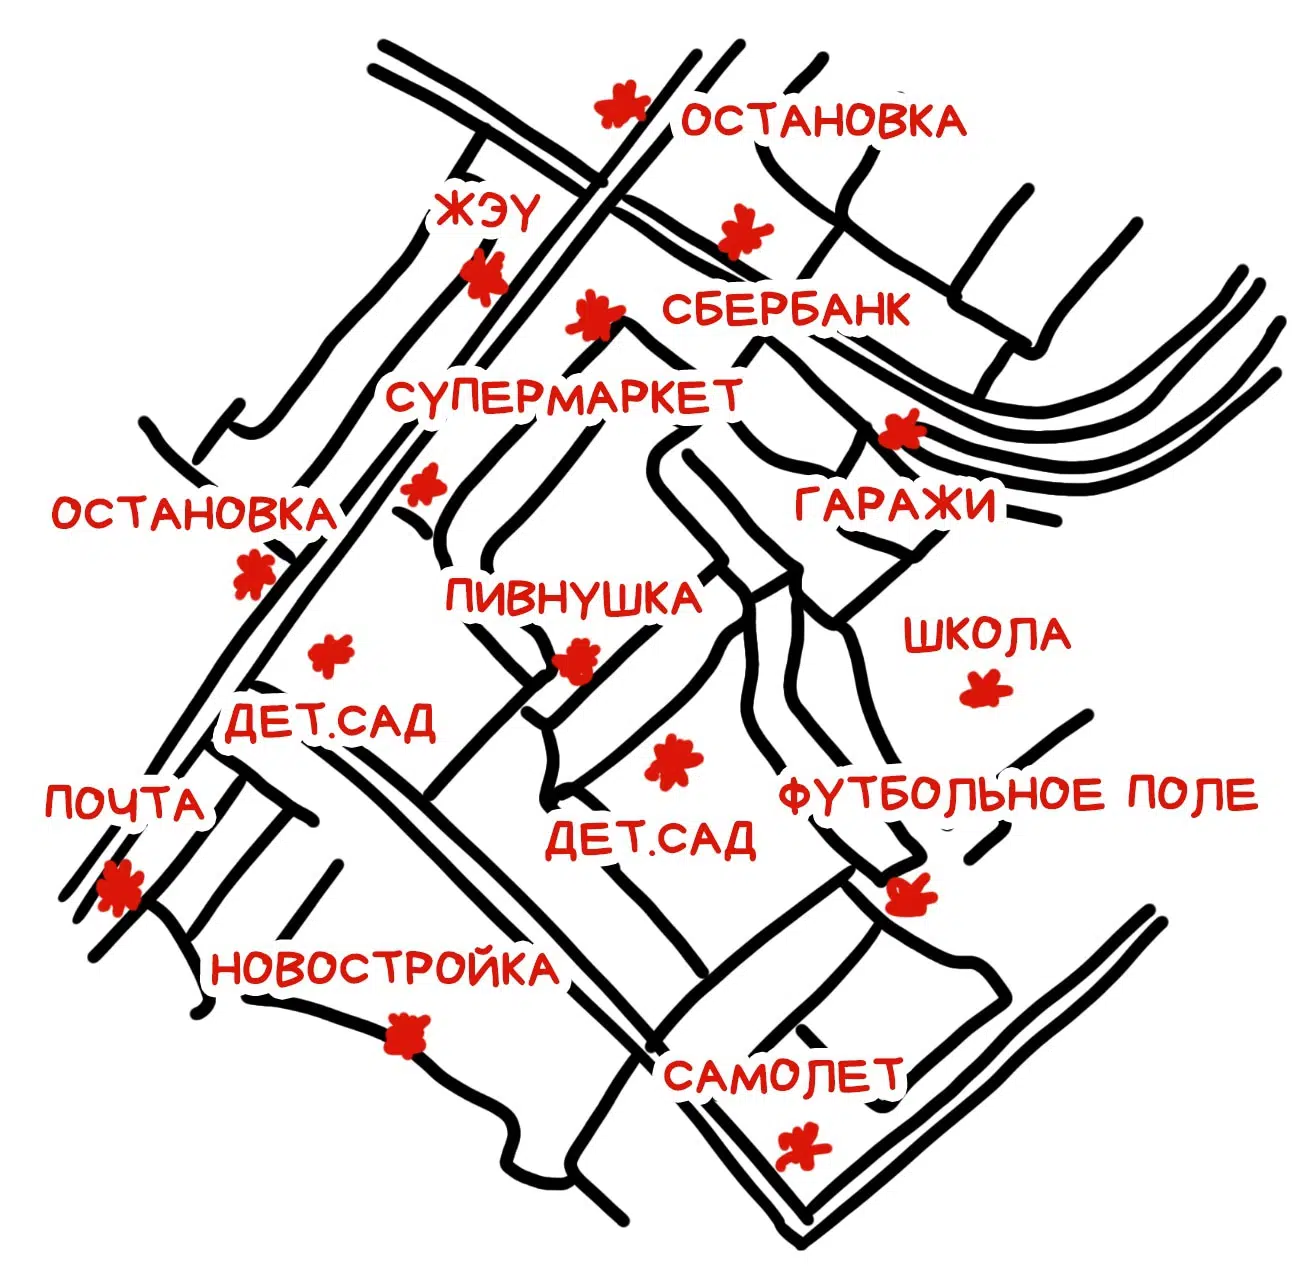 ОСТАНОВКА
ЖЭУ
СБЕРБАНК
СУПЕРМАРКЕТ
ОСТАНОВКА
ГАРАЖИ
ПИВНУШКА
ШКОЛА
ДЕТ.САД
ПОЧТА
ФУТБОЛЬНОЕ ПОЛЕ
ДЕТ.САД
НОВОСТРОЙКА
САМОЛЕТ